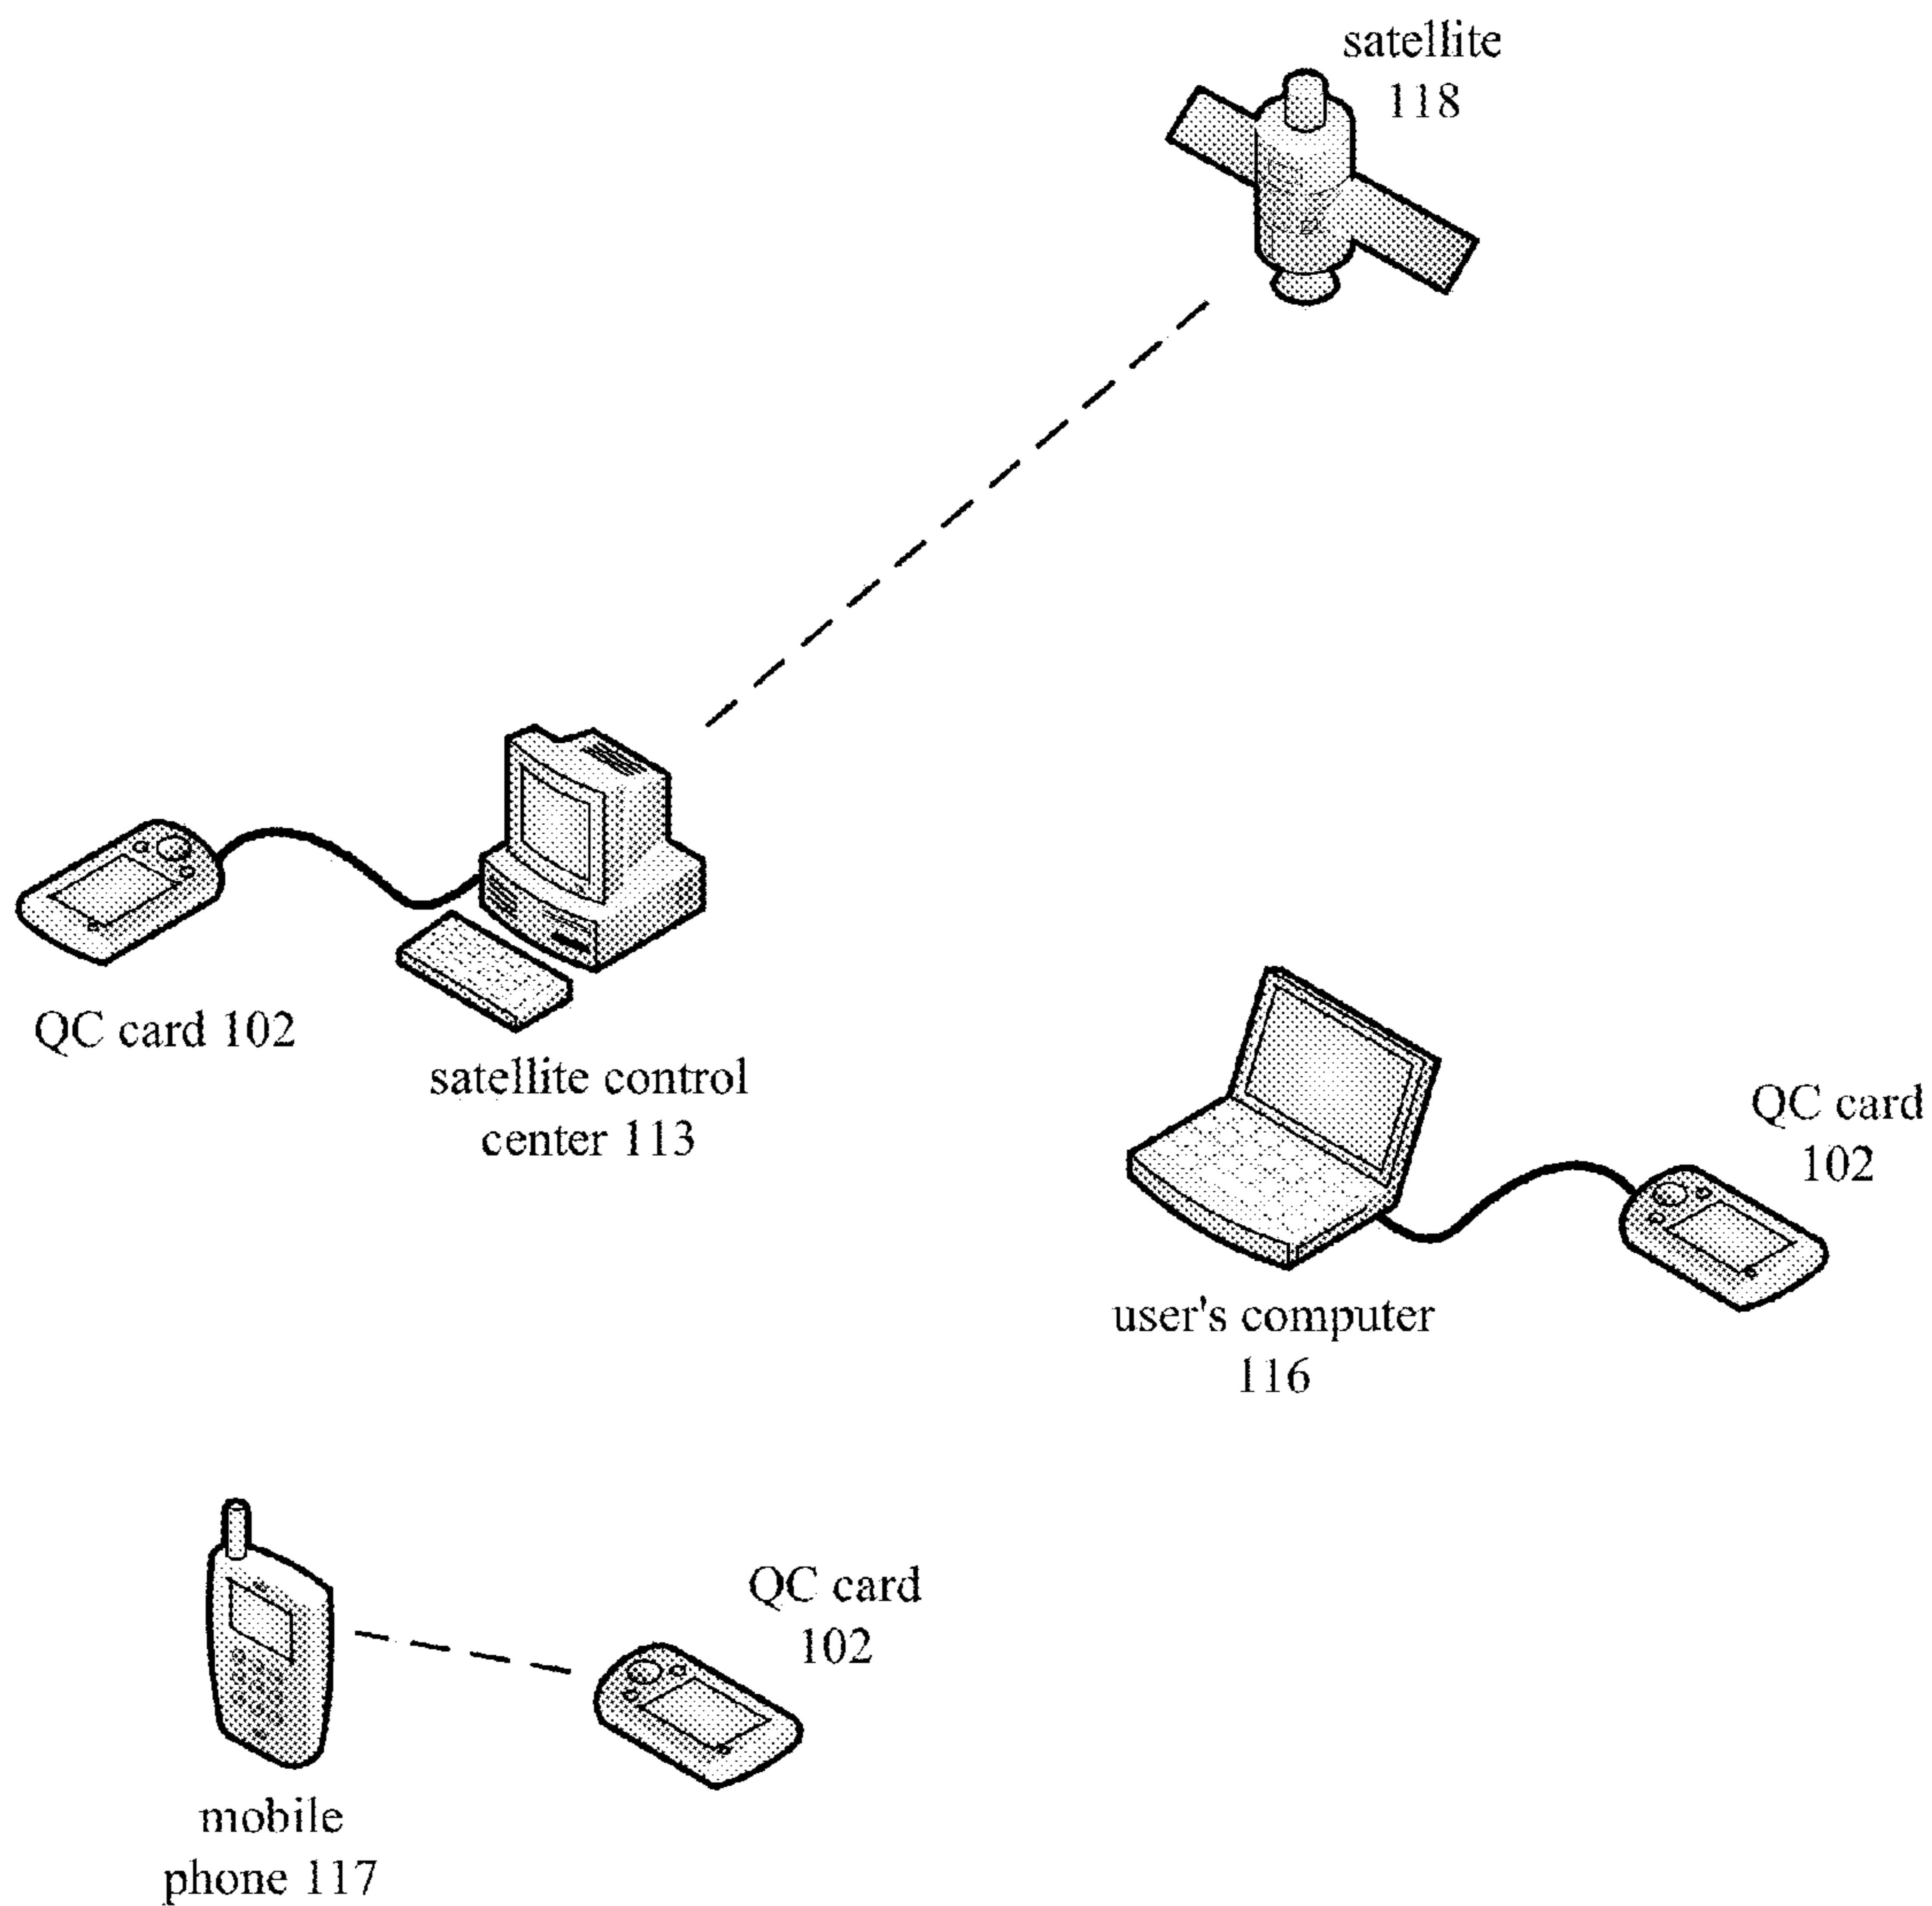 satellite
118
QC card 102
satellite control
center 113
QC card
102
user's computer
116
QC card
102
mobile
phone 117